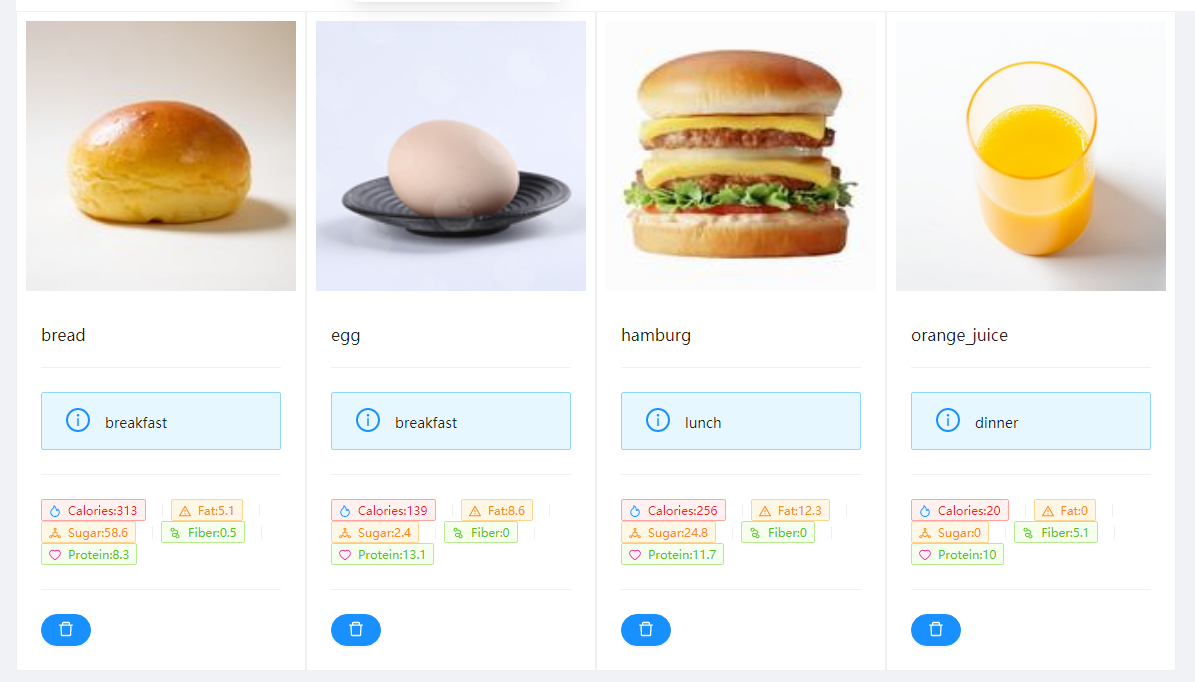 bread
breakfast
Calories:313 Fat:5.1
Sugar:58.6 Fiber:0.5
Protein:8.3
egg
breakfast
Calories:139 Fat:8.6
Sugar:2.4 Fiber:0
Protein:13.1
hamburg
lunch
Calories:256 Fat:12.3
Sugar:24.8 Fiber:0
Protein:11.7
orange_juice
dinner
Calories:20 Fat:0
Sugar:0 Fiber:5.1
Protein:10